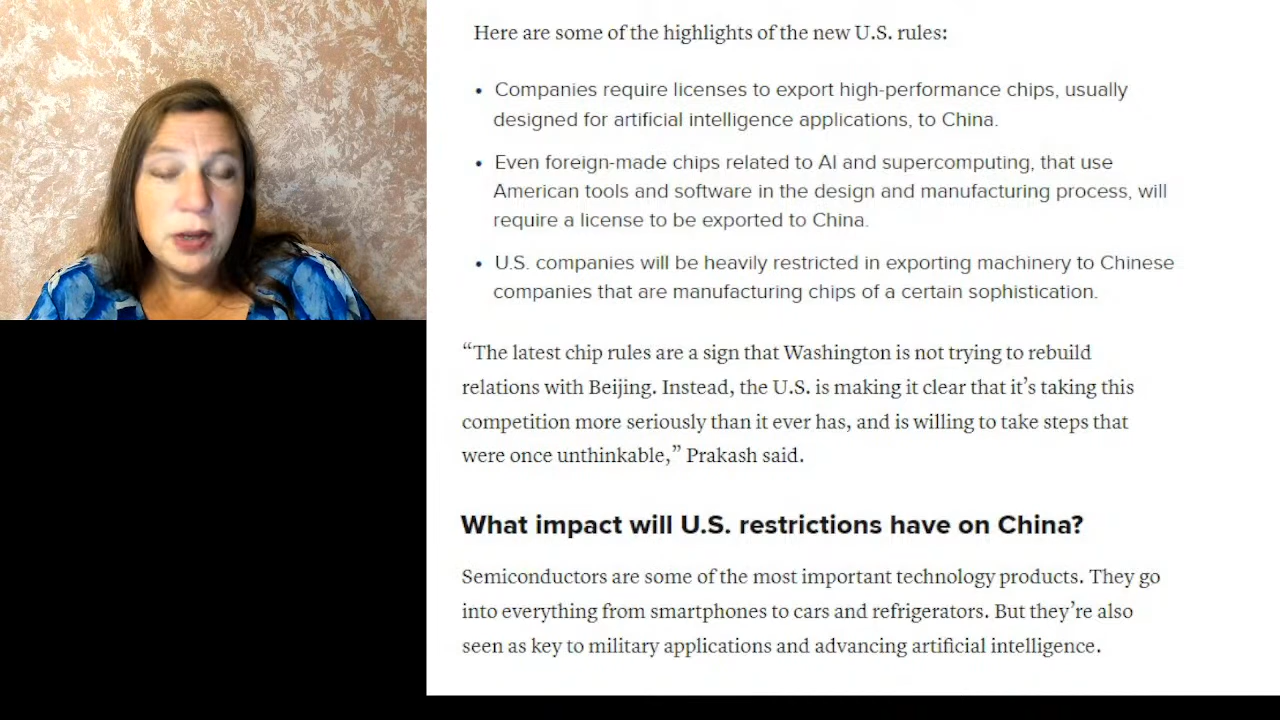 Here are some of the highlights of the new U.S. rules:
• Companies require licenses to export high-performance chips, usually
designed for artificial intelligence applications, to China.
• Even foreign-made chips related to AI and supercomputing, that use
American tools and software in the design and manufacturing process, will
require a license to be exported to China.
• U.S. companies will be heavily restricted in exporting machinery to Chinese
companies that are manufacturing chips of a certain sophistication.
“The latest chip rules are a sign that Washington is not trying to rebuild
relations with Beijing. Instead, the U.S. is making it clear that it’s taking this
competition more seriously than it ever has, and is willing to take steps that
were once unthinkable,” Prakash said.
What impact will U.S. restrictions have on China?
Semiconductors are some of the most important technology products. They go
into everything from smartphones to cars and refrigerators. But they’re also
seen as key to military applications and advancing artificial intelligence.